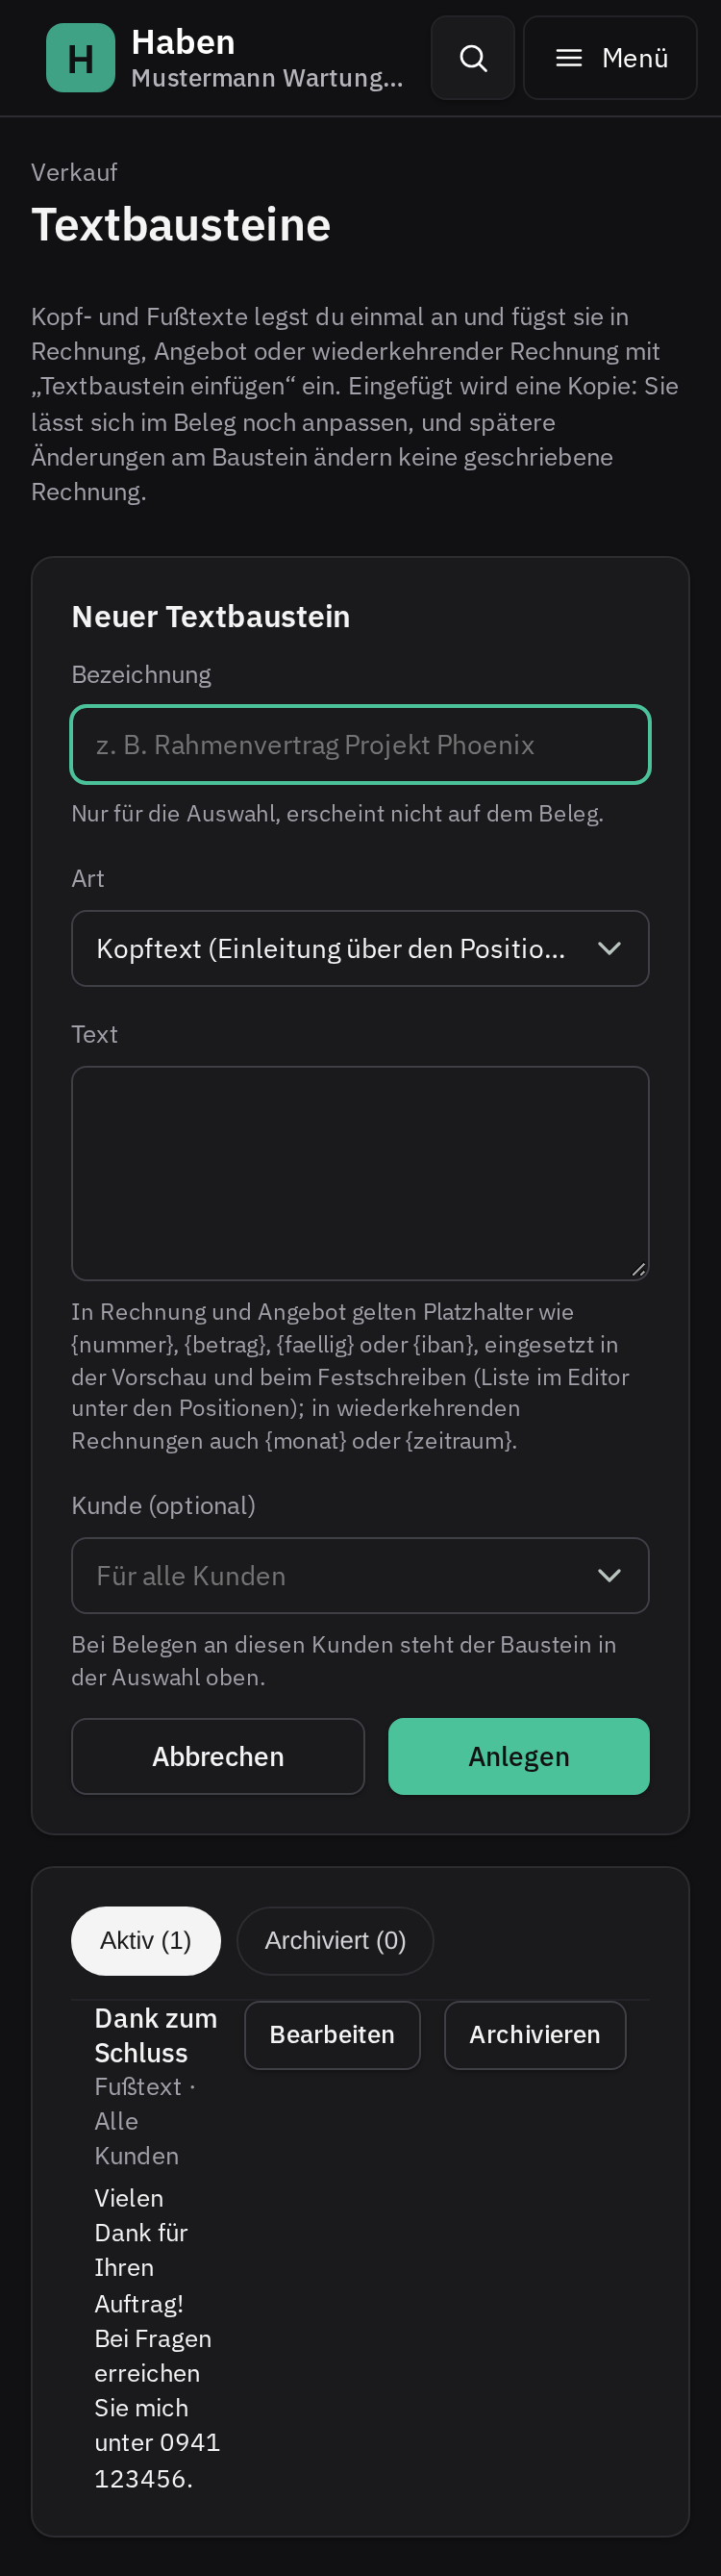 H
Haben
Mustermann Wartung...
Menü
Verkauf
Textbausteine
Kopf- und Fußtexte legst du einmal an und fügst sie in
Rechnung, Angebot oder wiederkehrender Rechnung mit
„Textbaustein einfügen“ ein. Eingefügt wird eine Kopie: Sie
lässt sich im Beleg noch anpassen, und spätere
Änderungen am Baustein ändern keine geschriebene
Rechnung.
Neuer Textbaustein
Bezeichnung
z. B. Rahmenvertrag Projekt Phoenix
Nur für die Auswahl, erscheint nicht auf dem Beleg.
Art
Kopftext (Einleitung über den Positio...
Text
In Rechnung und Angebot gelten Platzhalter wie
{nummer}, {betrag}, {faellig} oder {iban}, eingesetzt in
der Vorschau und beim Festschreiben (Liste im Editor
unter den Positionen); in wiederkehrenden
Rechnungen auch {monat} oder {zeitraum}.
Kunde (optional)
Für alle Kunden
Bei Belegen an diesen Kunden steht der Baustein in
der Auswahl oben.
Abbrechen
Anlegen
Aktiv (1)
Archiviert (0)
Dank zum
Schluss
Bearbeiten
Archivieren
Fußtext ·
Alle
Kunden
Vielen
Dank für
Ihren
Auftrag!
Bei Fragen
erreichen
Sie mich
unter 0941
123456.